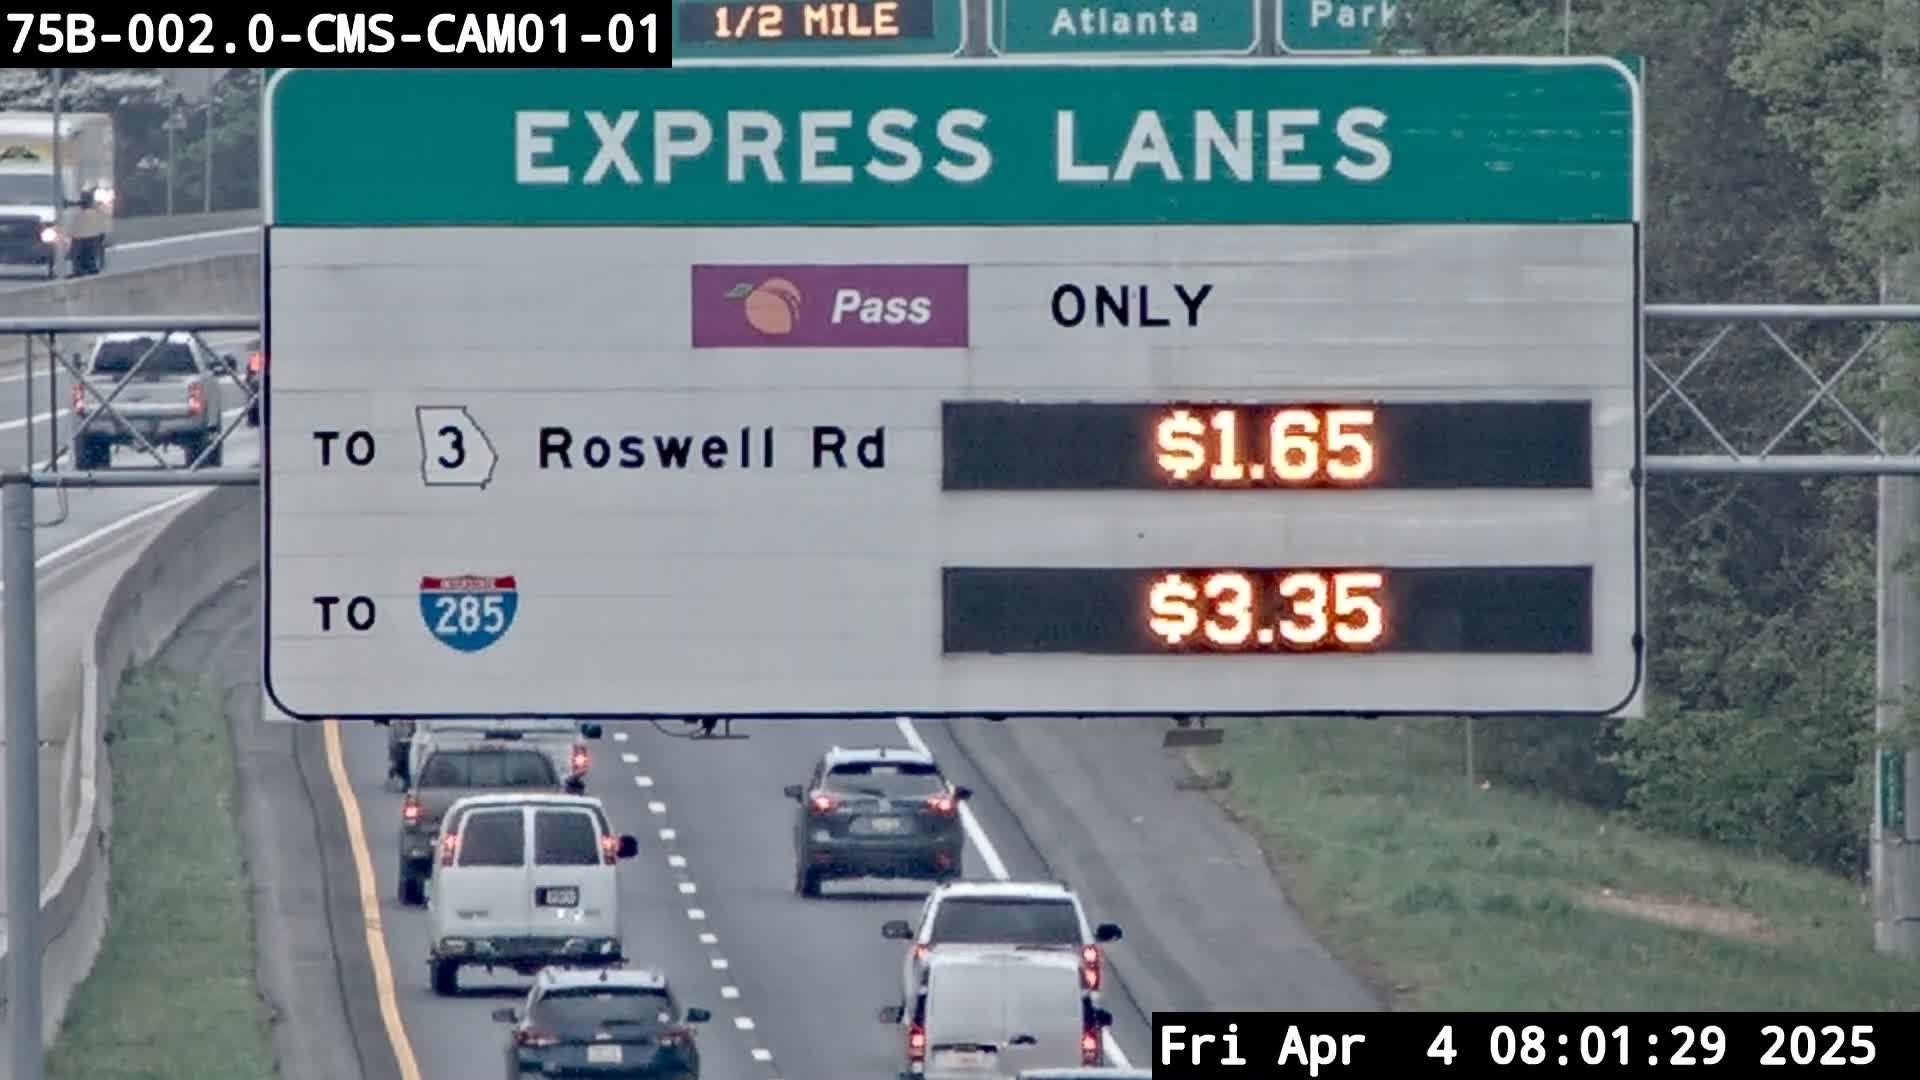 75B-002.0-CMS-CAM01-01
1/2 MILE
Atlanta
Park
EXPRESS LANES
Pass ONLY
TO 3 Roswell Rd $1.65
TO 285 $3.35
Fri Apr 4 08:01:29 2025